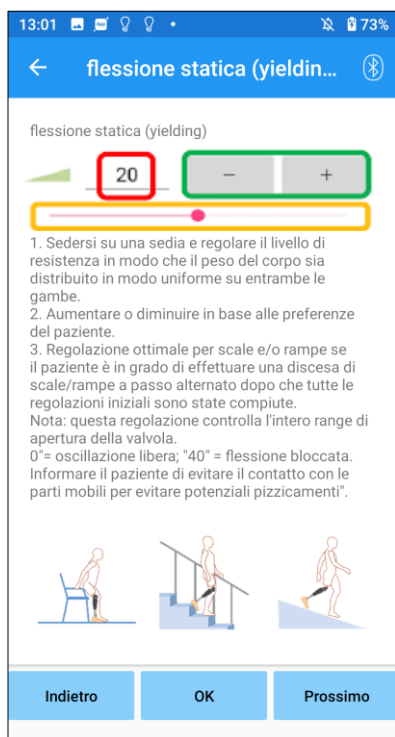 13:01
73%
flessione statica (yieldin...
flessione statica (yielding)
20 − +
1. Sedersi su una sedia e regolare il livello di
resistenza in modo che il peso del corpo sia
distribuito in modo uniforme su entrambe le
gambe.
2. Aumentare o diminuire in base alle preferenze
del paziente.
3. Regolazione ottimale per scale e/o rampe se
il paziente è in grado di effettuare una discesa di
scale/rampe a passo alternato dopo che tutte le
regolazioni iniziali sono state compiute.
Nota: questa regolazione controlla l'intero range di
apertura della valvola.
0"= oscillazione libera; "40" = flessione bloccata.
Informare il paziente di evitare il contatto con le
parti mobili per evitare potenziali pizzicamenti".
Indietro OK Prossimo